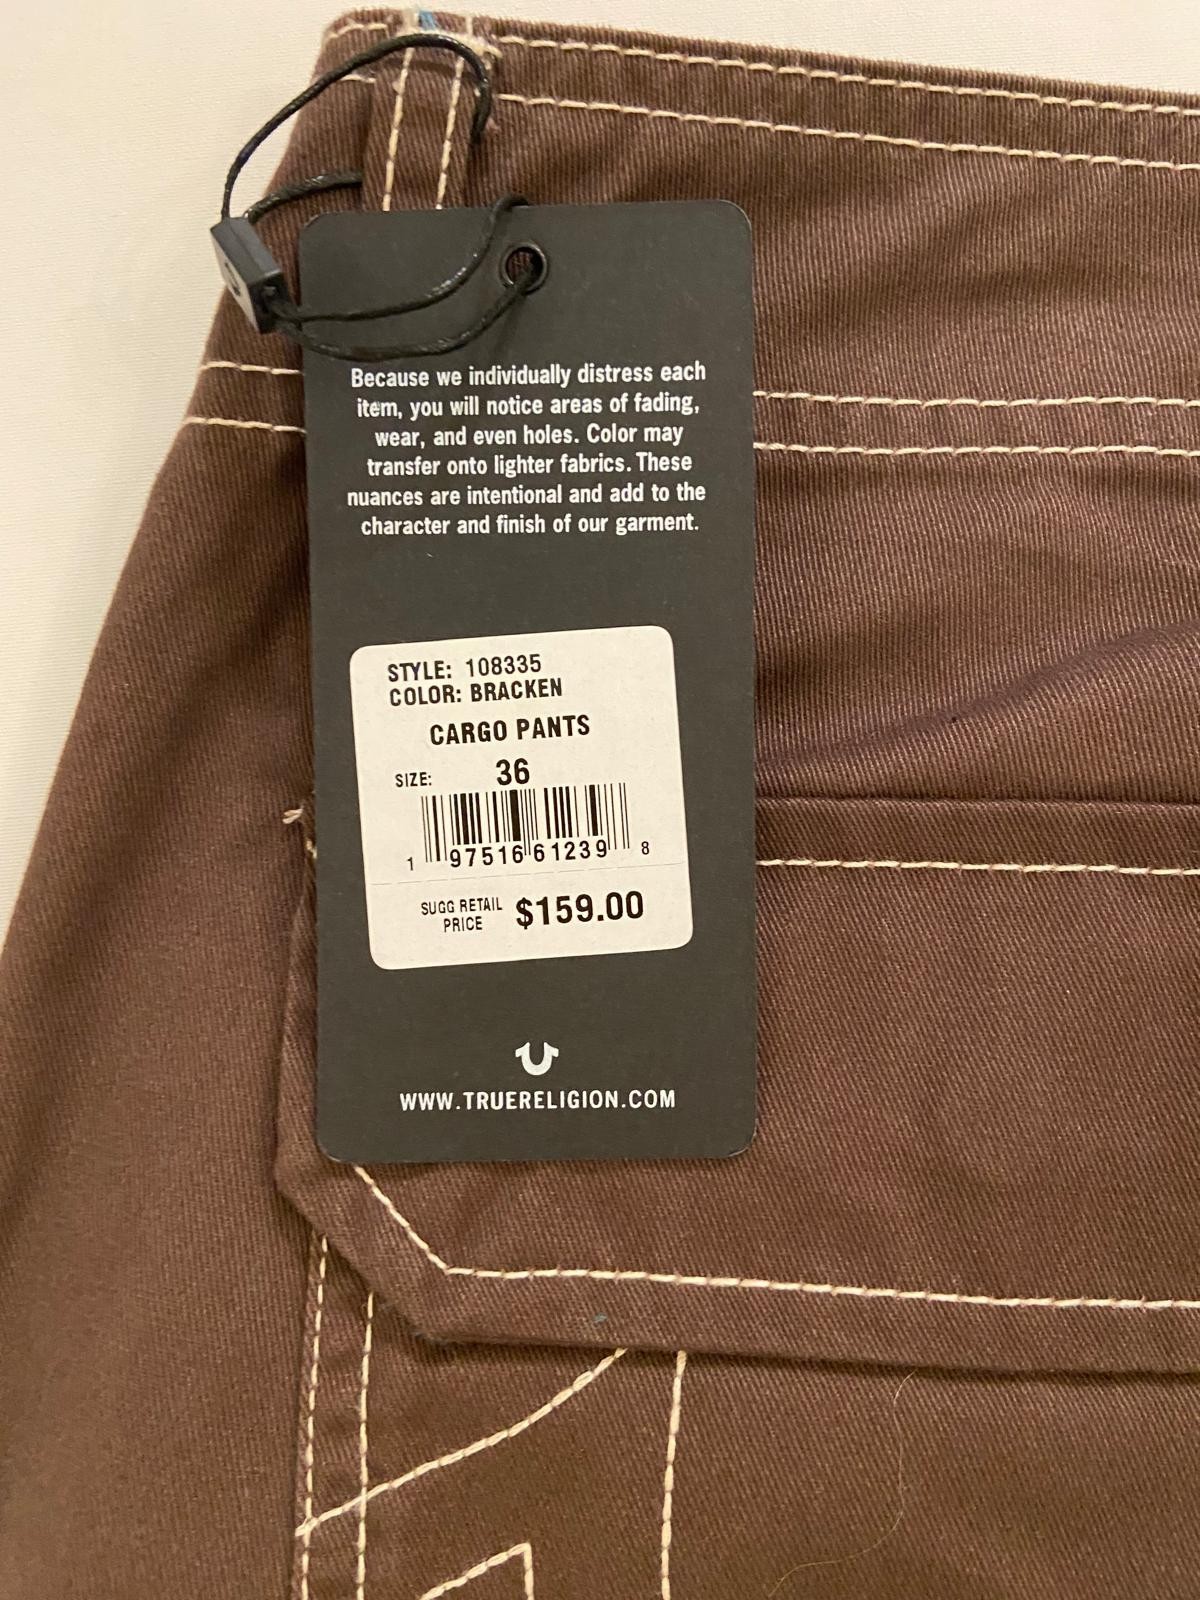 Because we individually distress each
item, you will notice areas of fading,
wear, and even holes. Color may
transfer onto lighter fabrics. These
nuances are intentional and add to the
character and finish of our garment.
STYLE: 108335
COLOR: BRACKEN
CARGO PANTS
SIZE: 36
1 97516 61239 8
SUGG RETAIL
PRICE $159.00
WWW.TRUERELIGION.COM